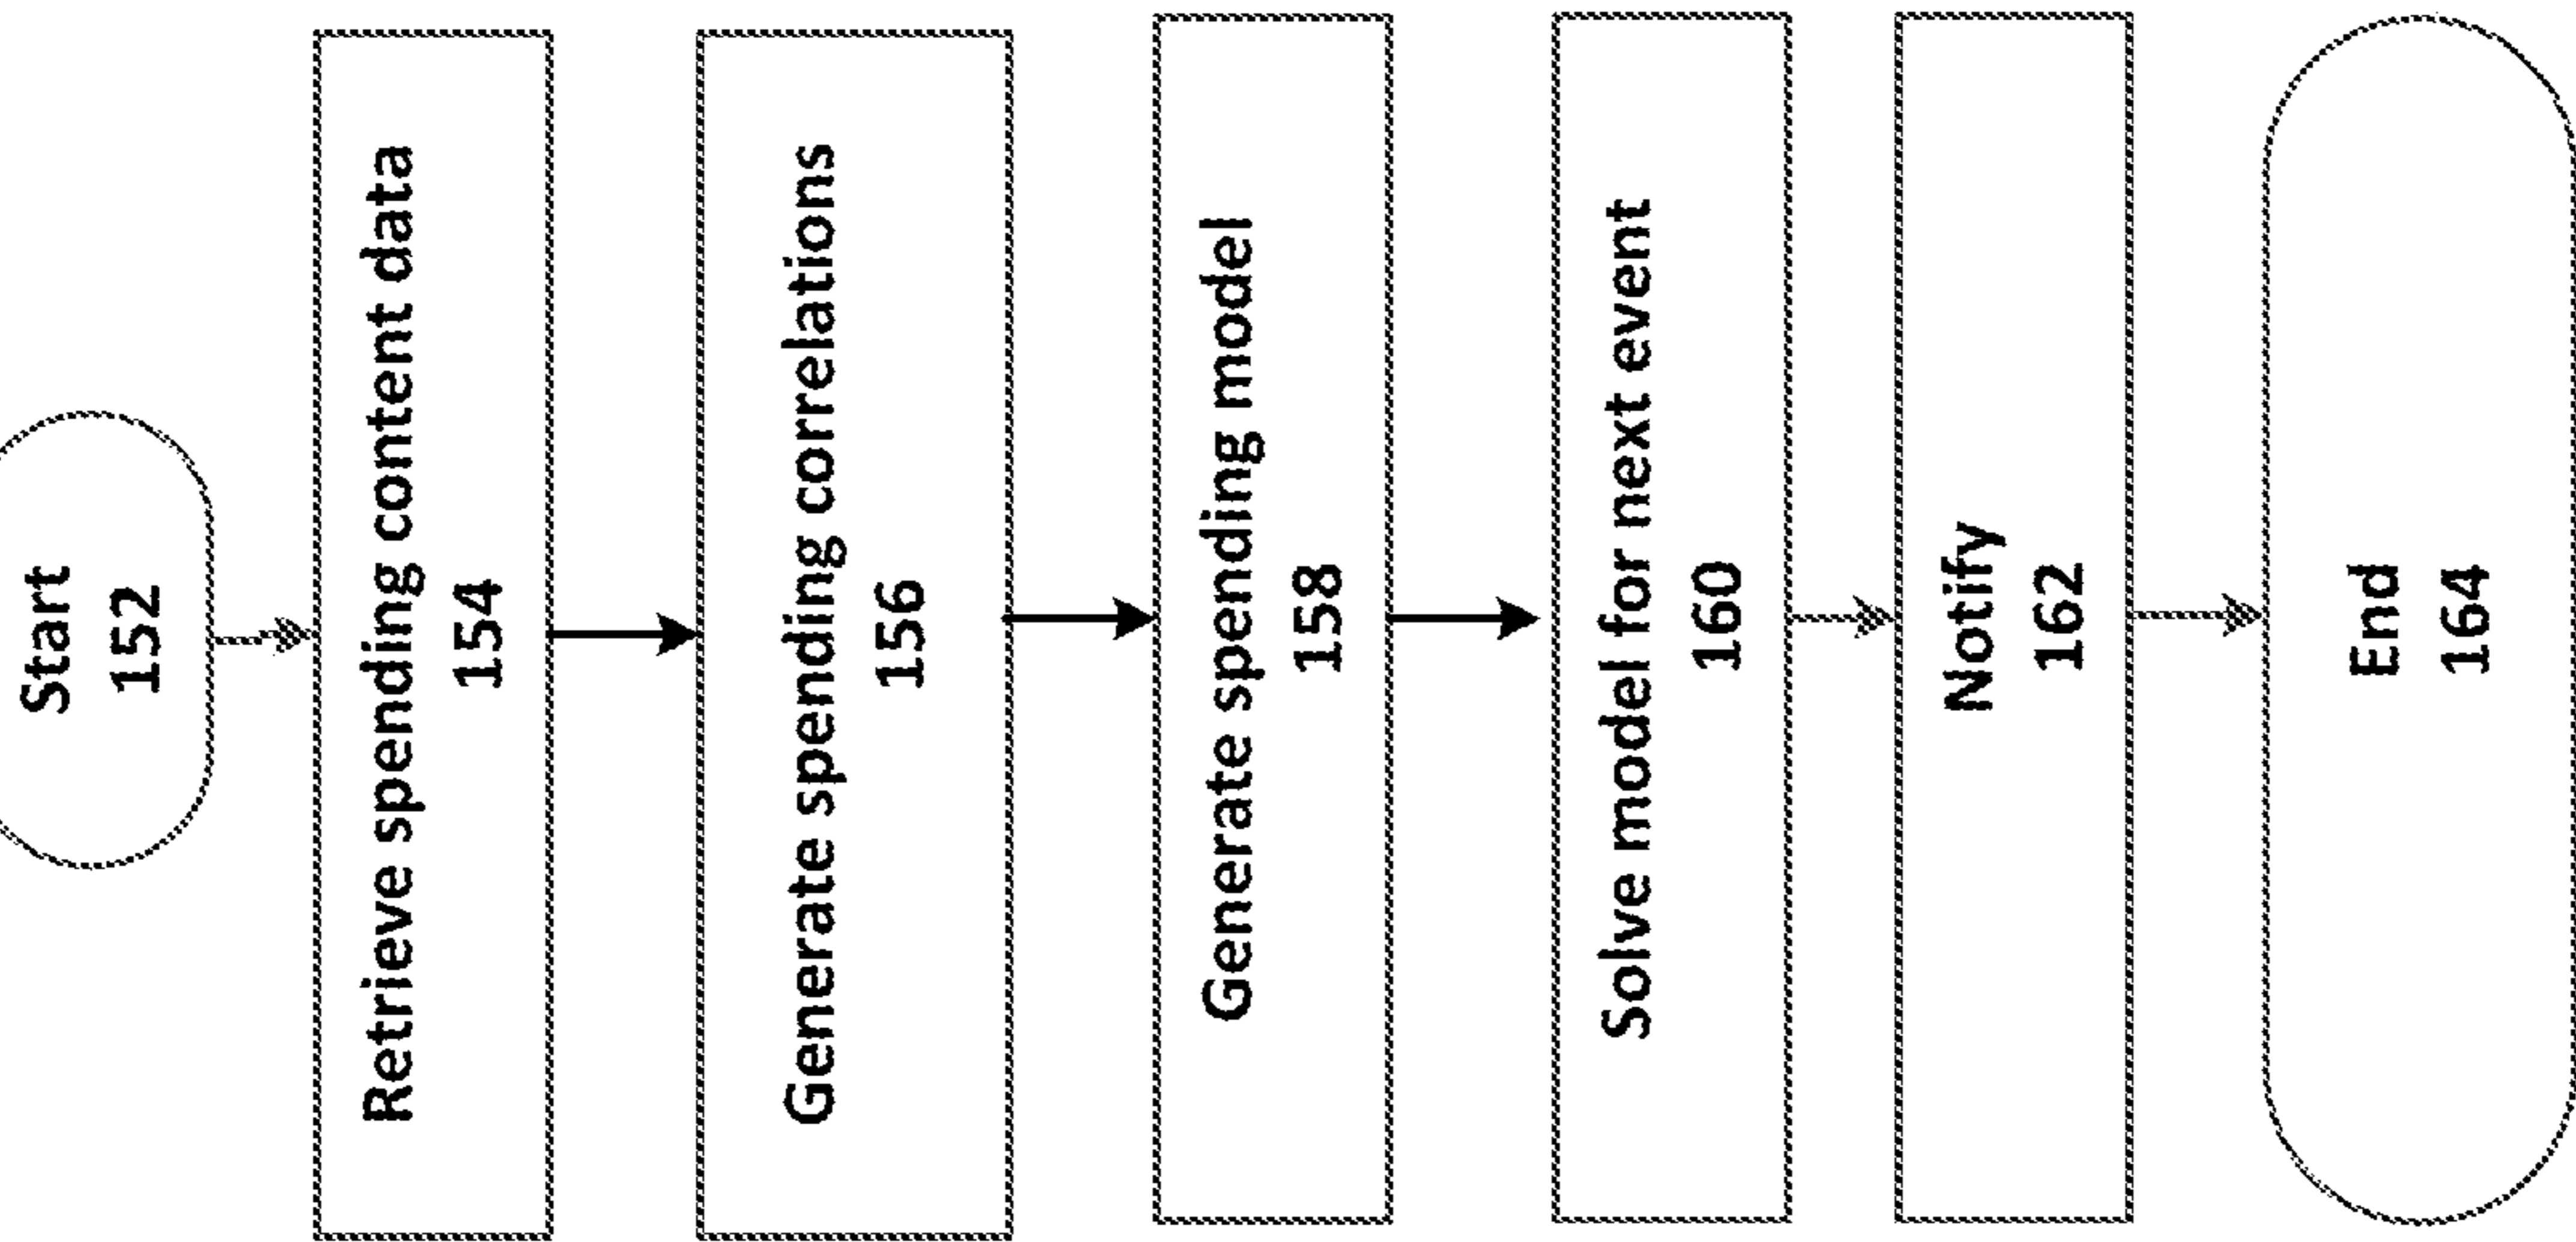 Start
152
Retrieve spending content data
154
Generate spending correlations
156
Generate spending model
158
Solve model for next event
160
Notify
162
End
164